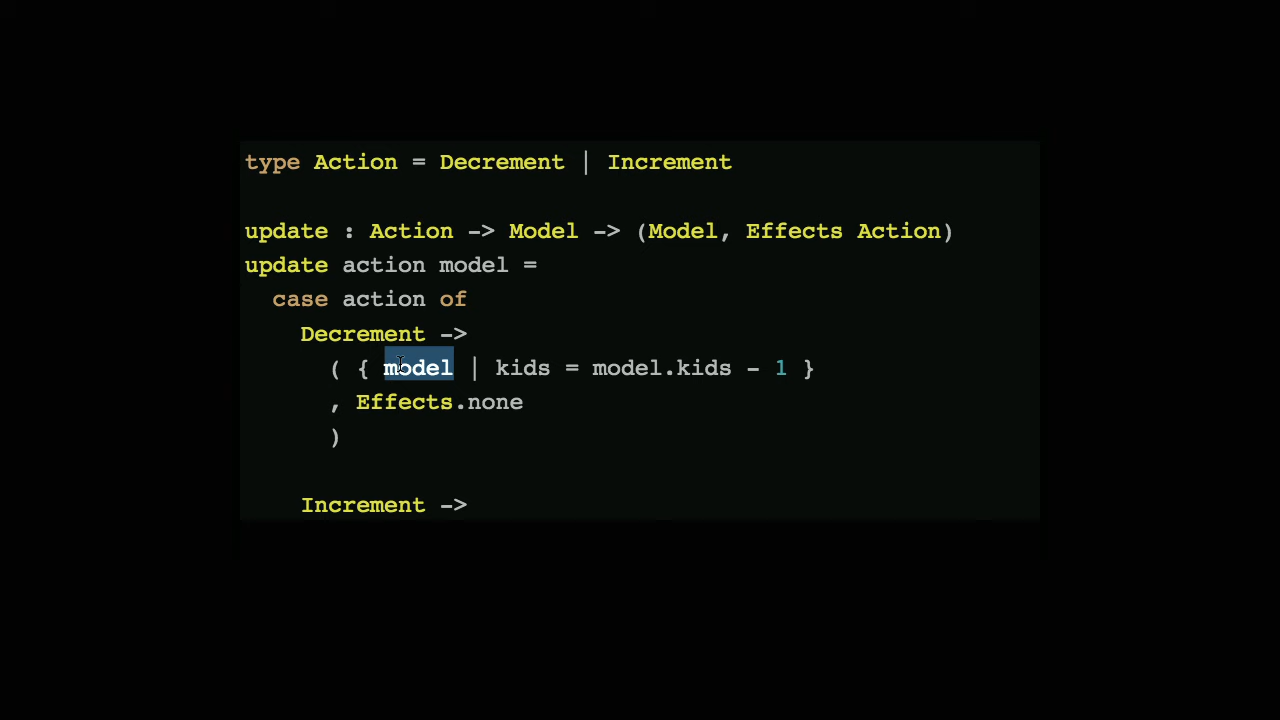 type Action = Decrement | Increment
update : Action -> Model -> (Model, Effects Action)
update action model =
case action of
Decrement ->
( { model | kids = model.kids - 1 }
, Effects.none
)
Increment ->